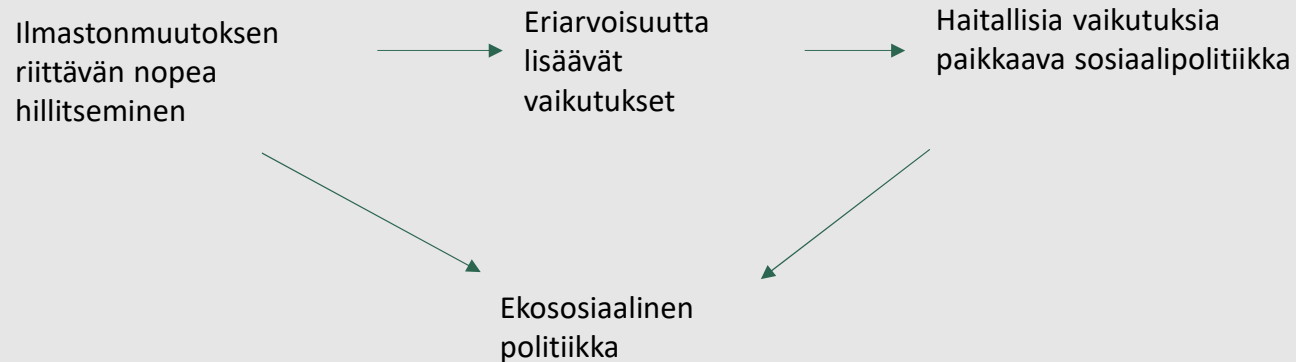 Ilmastonmuutoksen
riittävän nopea
hillitseminen
Eriarvoisuutta
lisäävät
vaikutukset
Haitallisia vaikutuksia
paikkaava sosiaalipolitiikka
Ekososiaalinen
politiikka